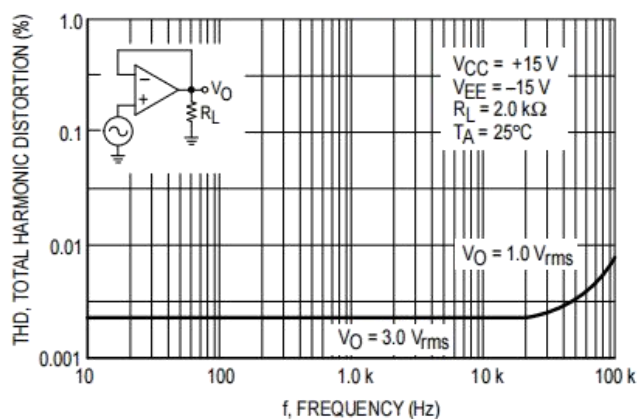 THD, TOTAL HARMONIC DISTORTION (%)
1.0
0.1
0.01
0.001
−
+
VO
RL
VCC = +15 V
VEE = –15 V
RL = 2.0 kΩ
TA = 25°C
VO = 1.0 Vrms
VO = 3.0 Vrms
10
100
1.0 k
10 k
100 k
f, FREQUENCY (Hz)